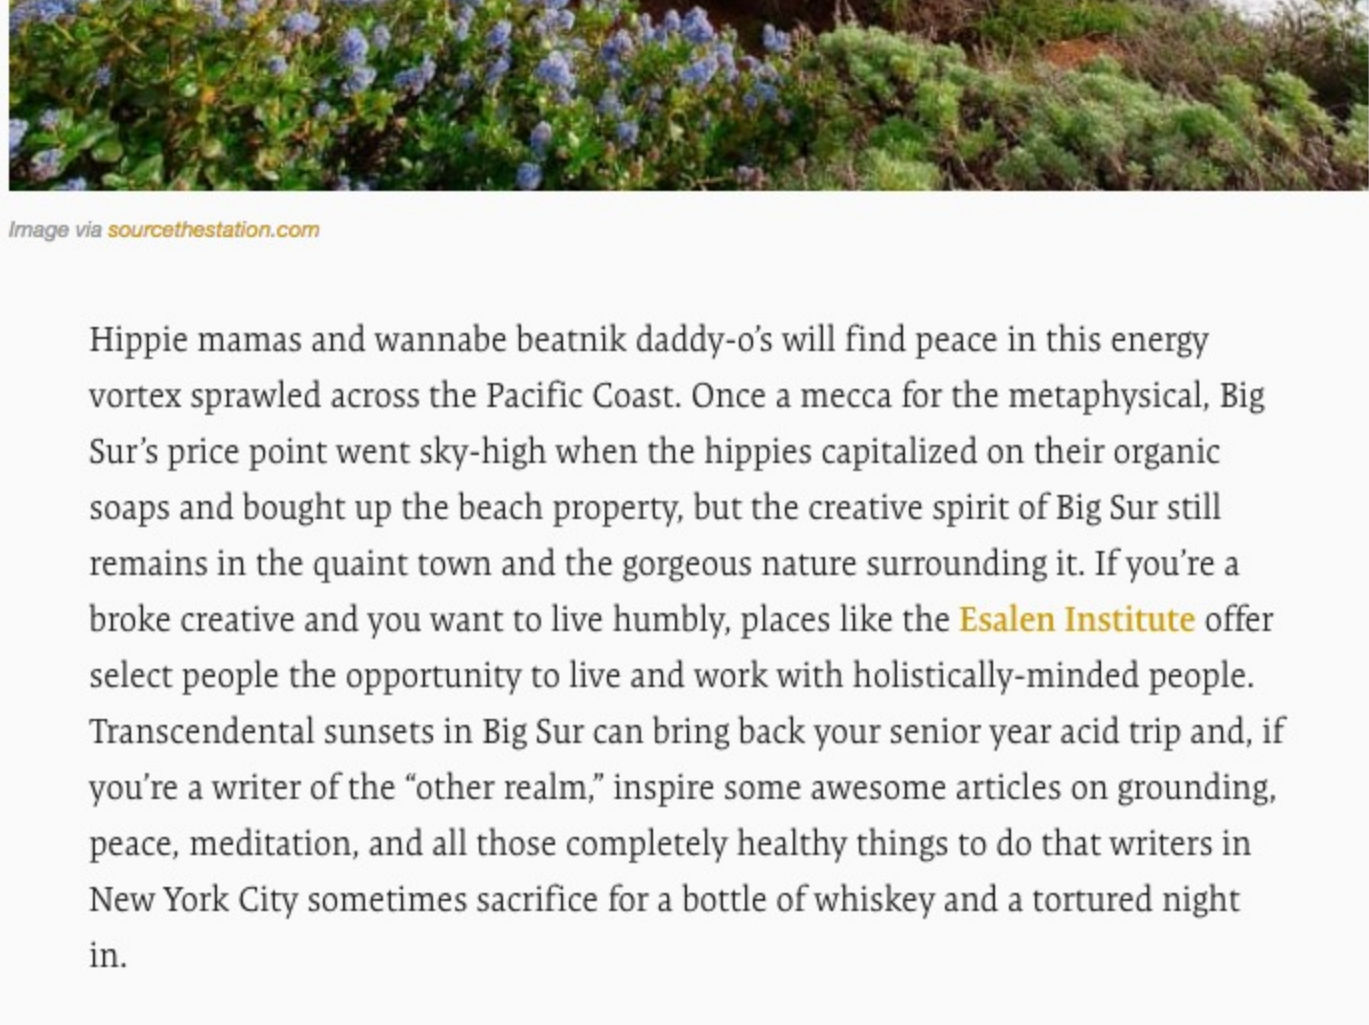 Image via sourcethestation.com
Hippie mamas and wannabe beatnik daddy-o’s will find peace in this energy
vortex sprawled across the Pacific Coast. Once a mecca for the metaphysical, Big
Sur’s price point went sky-high when the hippies capitalized on their organic
soaps and bought up the beach property, but the creative spirit of Big Sur still
remains in the quaint town and the gorgeous nature surrounding it. If you’re a
broke creative and you want to live humbly, places like the Esalen Institute offer
select people the opportunity to live and work with holistically-minded people.
Transcendental sunsets in Big Sur can bring back your senior year acid trip and, if
you’re a writer of the “other realm,” inspire some awesome articles on grounding,
peace, meditation, and all those completely healthy things to do that writers in
New York City sometimes sacrifice for a bottle of whiskey and a tortured night
in.